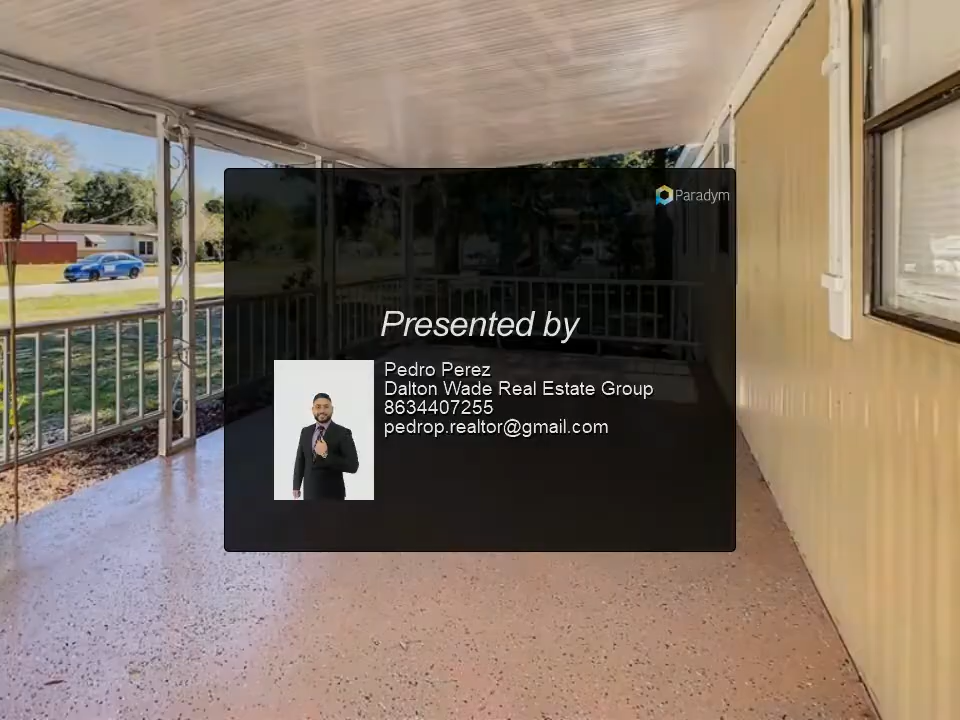 Paradym
Presented by
Pedro Perez
Dalton Wade Real Estate Group
8634407255
pedrop.realtor@gmail.com